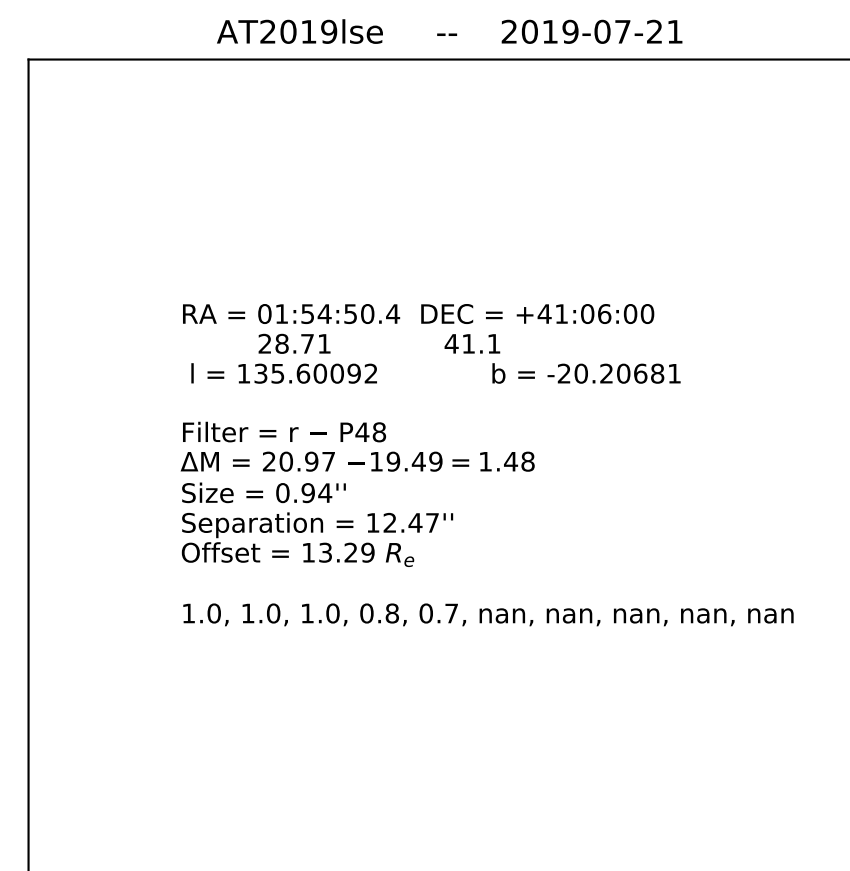 AT2019lse -- 2019-07-21
RA = 01:54:50.4 DEC = +41:06:00
28.71 41.1
l = 135.60092 b = -20.20681
Filter = r − P48
ΔM = 20.97 −19.49 = 1.48
Size = 0.94''
Separation = 12.47''
Offset = 13.29 Re
1.0, 1.0, 1.0, 0.8, 0.7, nan, nan, nan, nan, nan